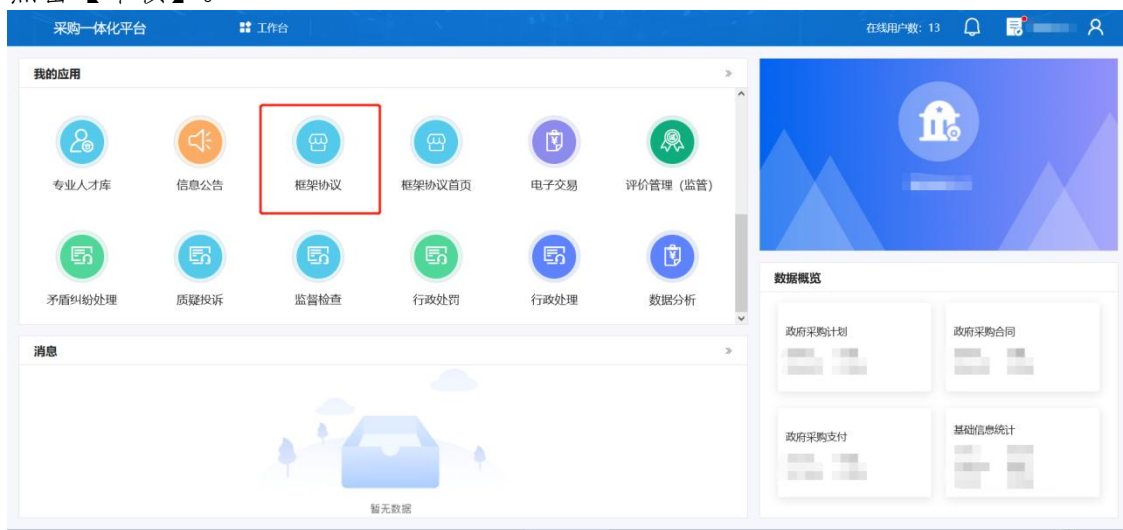 采购一体化平台 工作台 在线用户数：13
我的应用
专业人才库 信息公告 框架协议 框架协议首页 电子交易 评价管理（监管）
矛盾纠纷处理 质疑投诉 监督检查 行政处罚 行政处理 数据分析
消息
暂无数据
数据概览
政府采购计划 政府采购合同
政府采购支付 基础信息统计